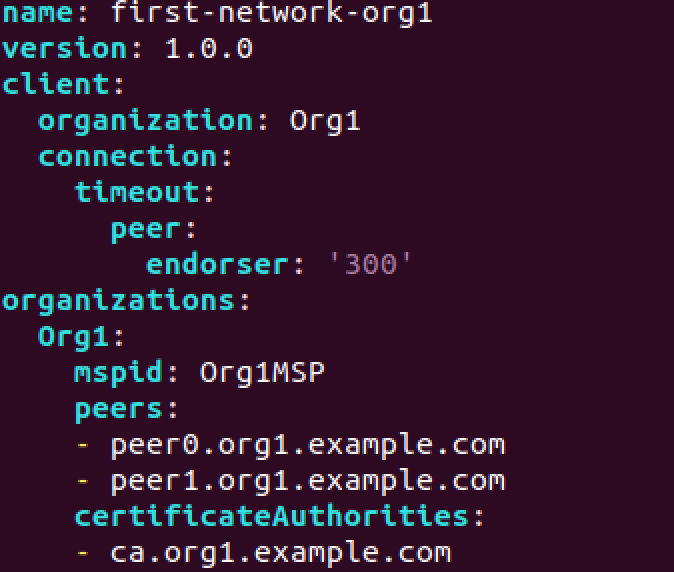 name: first-network-org1
version: 1.0.0
client:
  organization: Org1
  connection:
    timeout:
      peer:
        endorser: '300'
organizations:
  Org1:
    mspid: Org1MSP
    peers:
    - peer0.org1.example.com
    - peer1.org1.example.com
    certificateAuthorities:
    - ca.org1.example.com